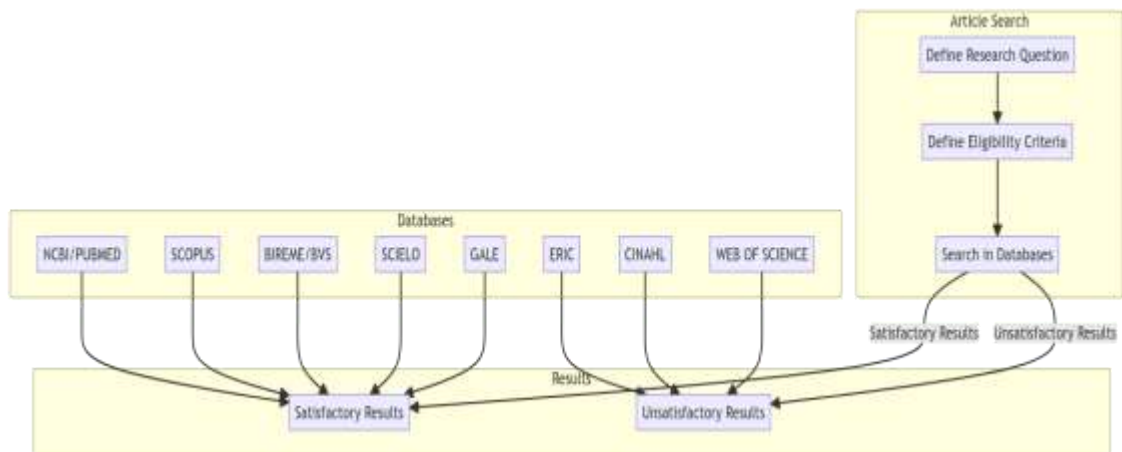 Article Search
Define Research Question
Define Eligibility Criteria
Databases
NCBI/PUBMED
SCOPUS
BIREME/BVS
SCIELO
GALE
ERIC
CINAHL
WEB OF SCIENCE
Search in Databases
Satisfactory Results
Unsatisfactory Results
Results
Satisfactory Results
Unsatisfactory Results